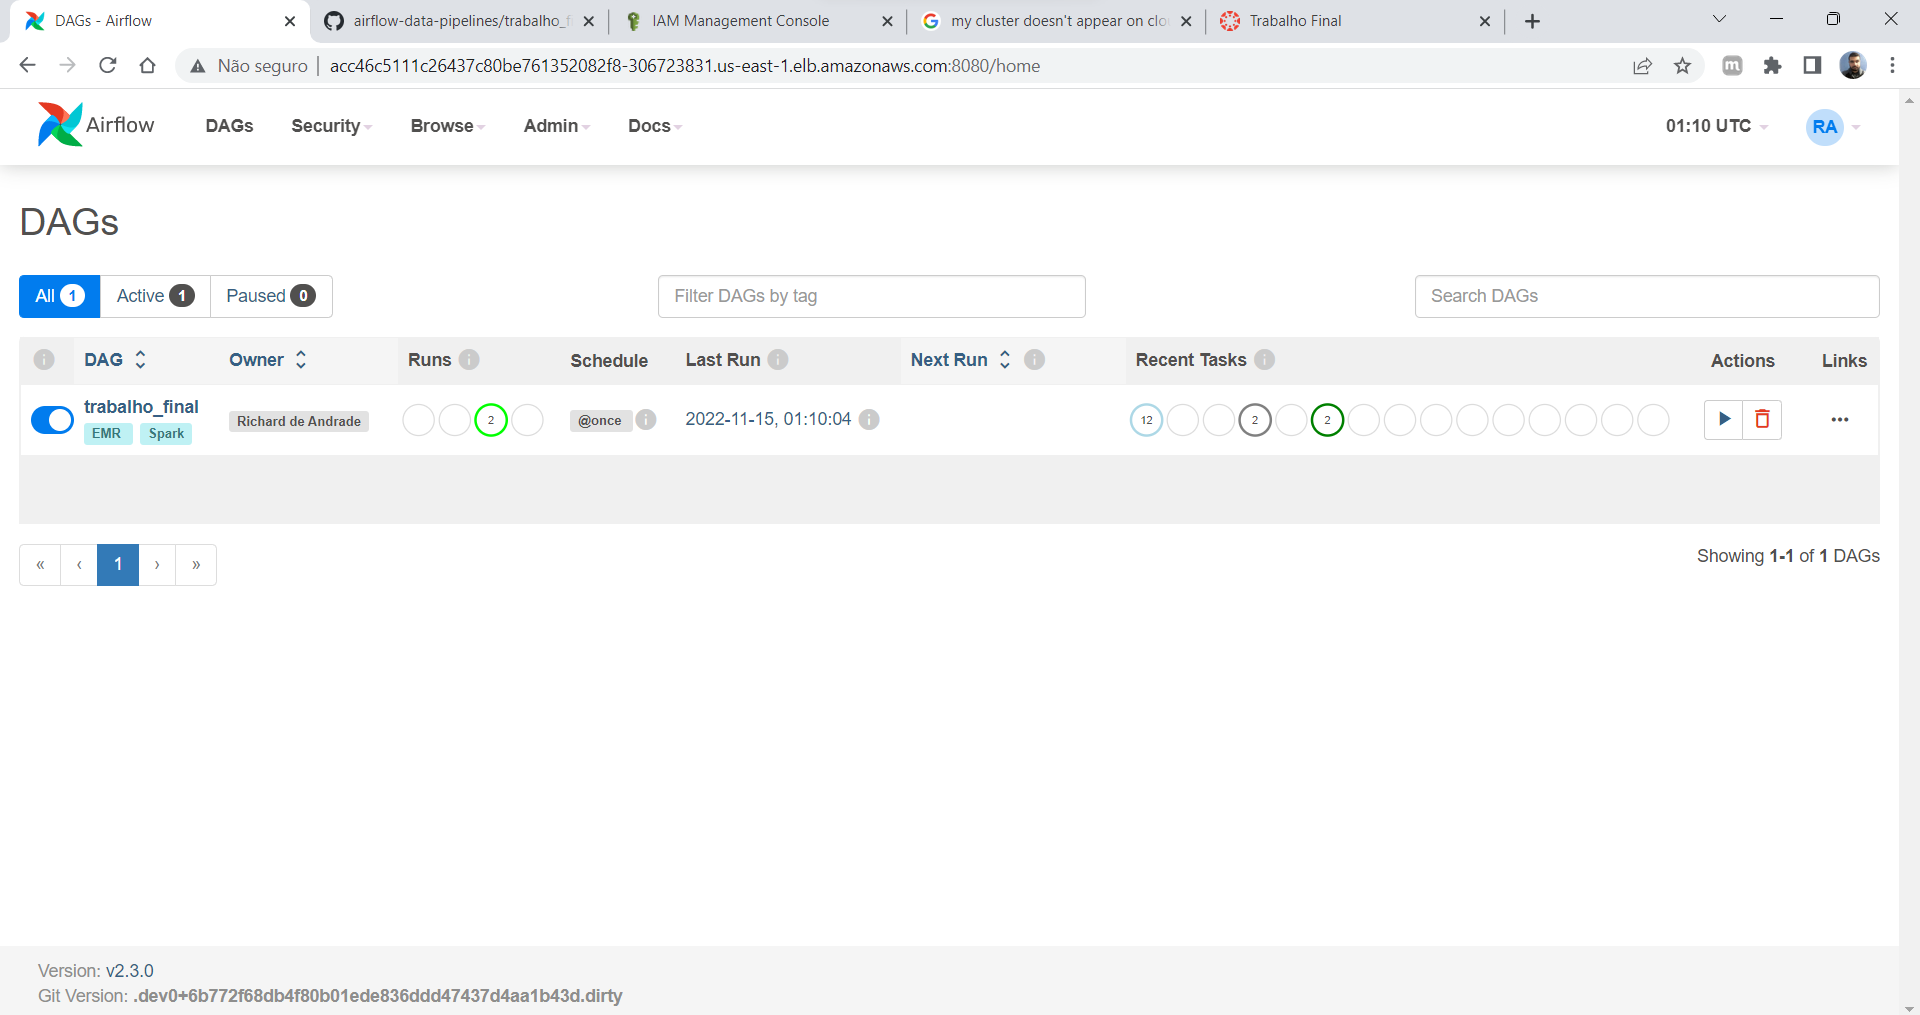 DAGs - Airflow
airflow-data-pipelines/trabalho_f
IAM Management Console
my cluster doesn't appear on clo
Trabalho Final
Não seguro
acc46c5111c26437c80be761352082f8-306723831.us-east-1.elb.amazonaws.com:8080/home
Airflow
DAGs
Security
Browse
Admin
Docs
01:10 UTC
RA
DAGs
All 1
Active 1
Paused 0
Filter DAGs by tag
Search DAGs
DAG
Owner
Runs
Schedule
Last Run
Next Run
Recent Tasks
Actions
Links
trabalho_final
EMR
Spark
Richard de Andrade
2
@once
2022-11-15, 01:10:04
12
2
2
« ‹ 1 › »
Showing 1-1 of 1 DAGs
Version: v2.3.0
Git Version: .dev0+6b772f68db4f80b01ede836ddd47437d4aa1b43d.dirty